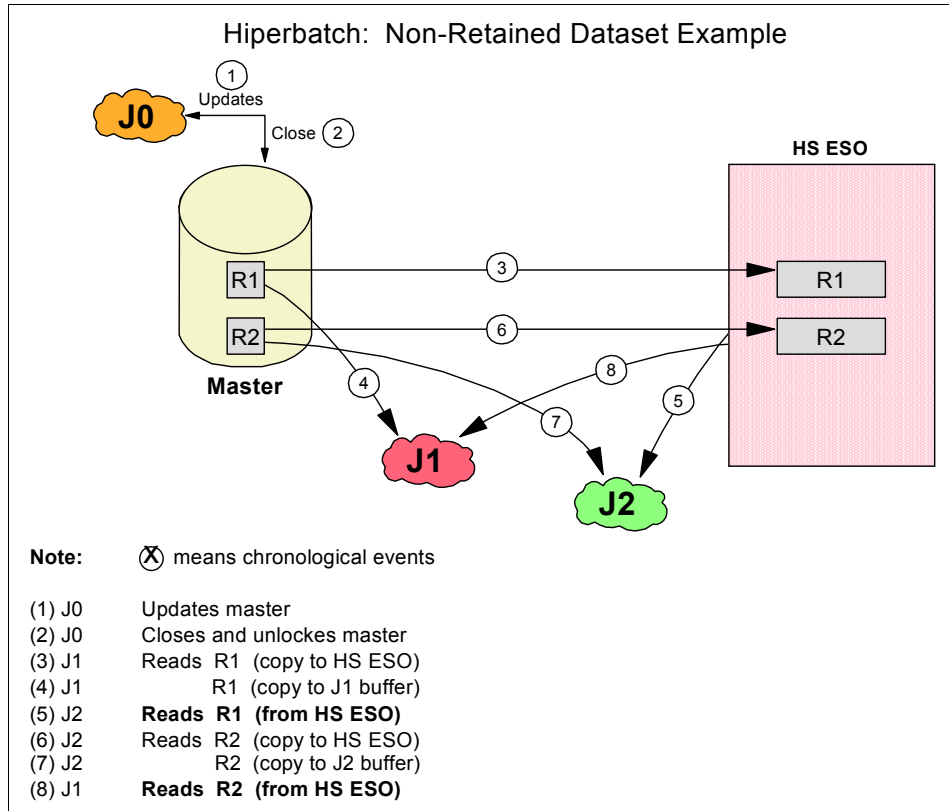 Hiperbatch: Non-Retained Dataset Example
1
Updates
J0
Close 2
HS ESO
R1
3
R1
R2
6
R2
Master
4
8
5
7
J1
J2
Note: X means chronological events
(1) J0 Updates master
(2) J0 Closes and unlockes master
(3) J1 Reads R1 (copy to HS ESO)
(4) J1 R1 (copy to J1 buffer)
(5) J2 Reads R1 (from HS ESO)
(6) J2 Reads R2 (copy to HS ESO)
(7) J2 R2 (copy to J2 buffer)
(8) J1 Reads R2 (from HS ESO)